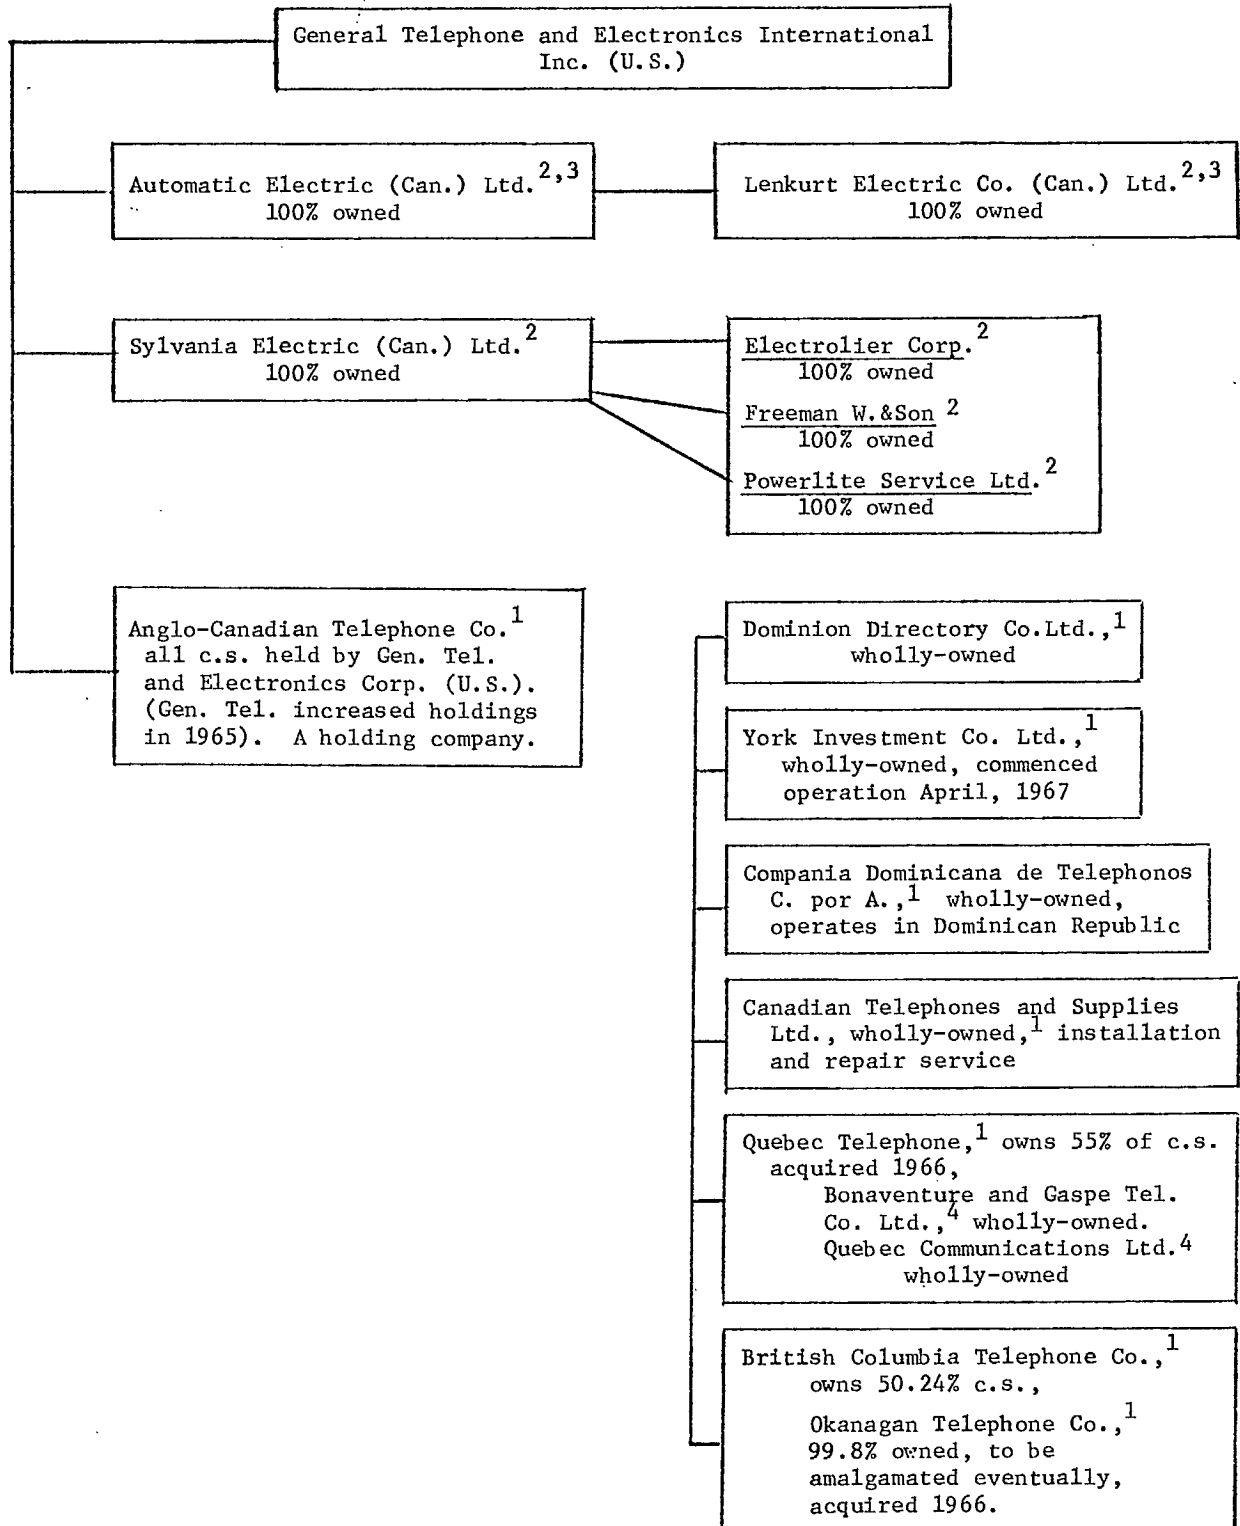 General Telephone and Electronics International
Inc. (U.S.)
Automatic Electric (Can.) Ltd.2,3
100% owned
Lenkurt Electric Co. (Can.) Ltd.2,3
100% owned
Sylvania Electric (Can.) Ltd.2
100% owned
Electrolier Corp.2
100% owned
Freeman W.&Son 2
100% owned
Powerlite Service Ltd.2
100% owned
Anglo-Canadian Telephone Co.1
all c.s. held by Gen. Tel.
and Electronics Corp. (U.S.).
(Gen. Tel. increased holdings
in 1965). A holding company.
Dominion Directory Co.Ltd.,1
wholly-owned
York Investment Co. Ltd.,1
wholly-owned, commenced
operation April, 1967
Compania Dominicana de Telephonos
C. por A.,1 wholly-owned,
operates in Dominican Republic
Canadian Telephones and Supplies
Ltd., wholly-owned,1 installation
and repair service
Quebec Telephone,1 owns 55% of c.s.
acquired 1966,
Bonaventure and Gaspe Tel.
Co. Ltd.,4 wholly-owned.
Quebec Communications Ltd.4
wholly-owned
British Columbia Telephone Co.,1
owns 50.24% c.s.,
Okanagan Telephone Co.,1
99.8% owned, to be
amalgamated eventually,
acquired 1966.